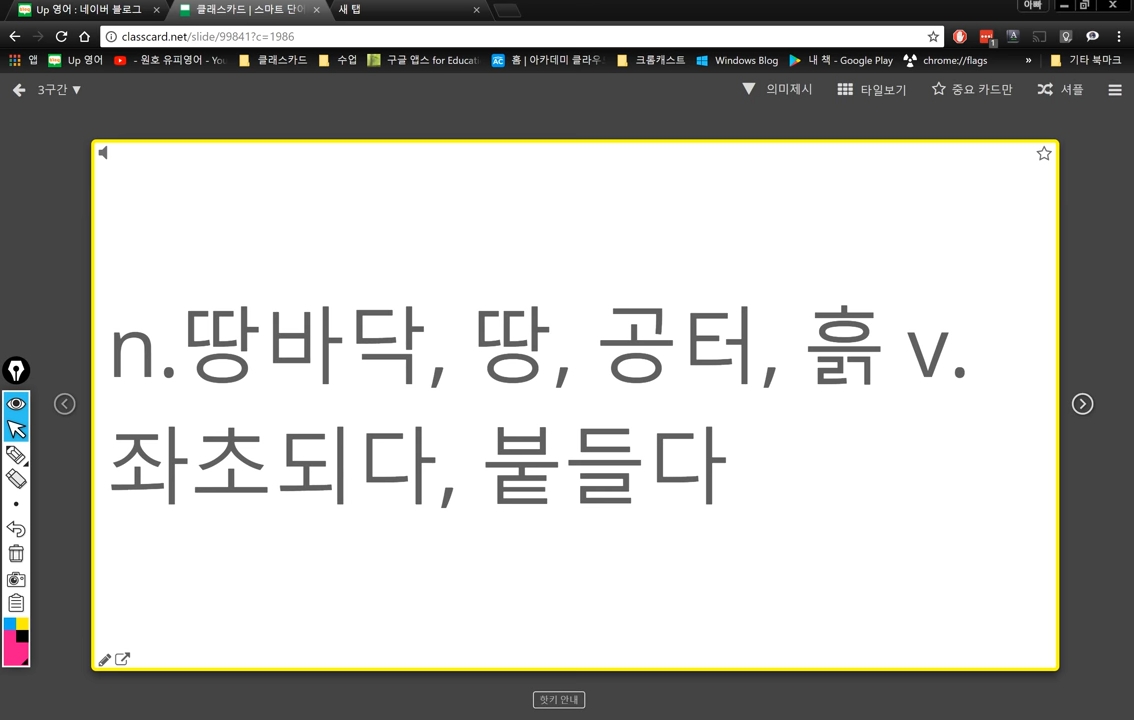 Up 영어 : 네이버 블로그
클래스카드 | 스마트 단어
새 탭
아빠
classcard.net/slide/99841?c=1986
앱
Up 영어
- 원호 유피영어 - You
클래스카드
수업
구글 앱스 for Educati
홈 | 아카데미 클라우
크롬캐스트
Windows Blog
내 책 - Google Play
chrome://flags
»
기타 북마크
3구간 ▼
▼ 의미제시
타일보기
중요 카드만
셔플
n.땅바닥, 땅, 공터, 흙 v.
좌초되다, 붙들다
핫키 안내